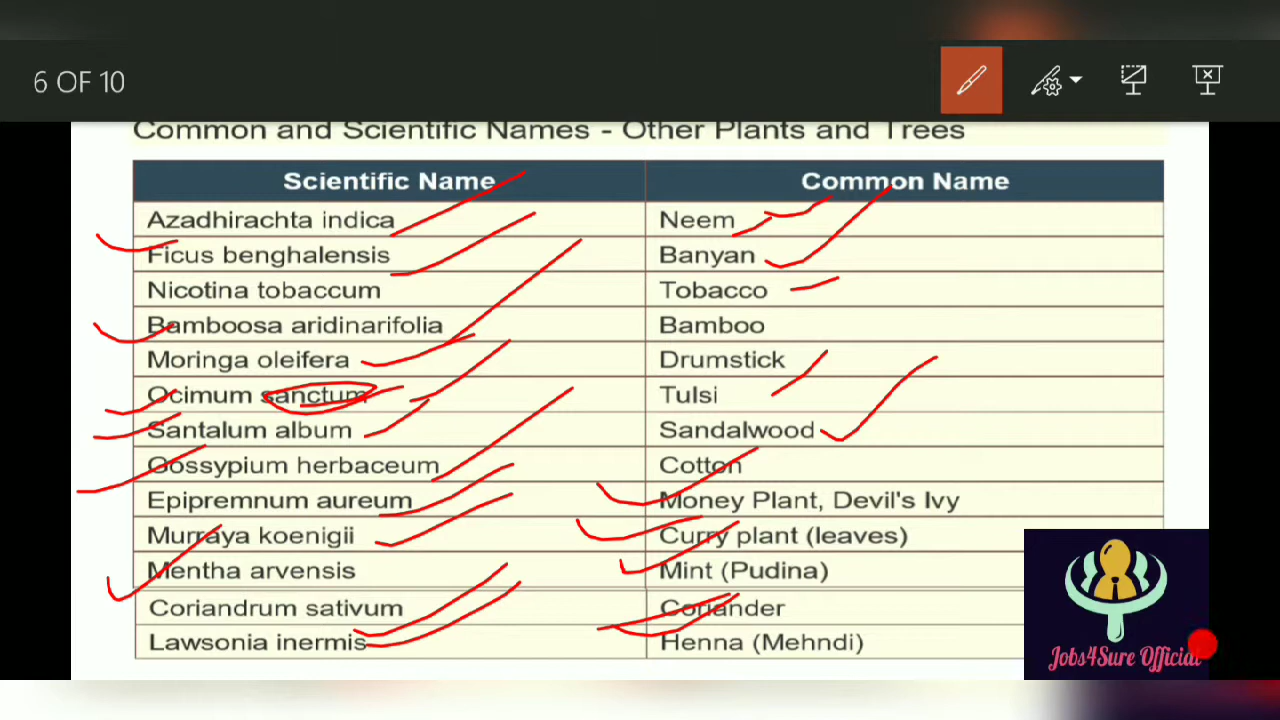 6 OF 10
Common and Scientific Names - Other Plants and Trees
Scientific Name Common Name
Azadhirachta indica Neem
Ficus benghalensis Banyan
Nicotina tobaccum Tobacco
Bamboosa aridinarifolia Bamboo
Moringa oleifera Drumstick
Ocimum sanctum Tulsi
Santalum album Sandalwood
Gossypium herbaceum Cotton
Epipremnum aureum Money Plant, Devil's Ivy
Murraya koenigii Curry plant (leaves)
Mentha arvensis Mint (Pudina)
Coriandrum sativum Coriander
Lawsonia inermis Henna (Mehndi)
Jobs4Sure Official